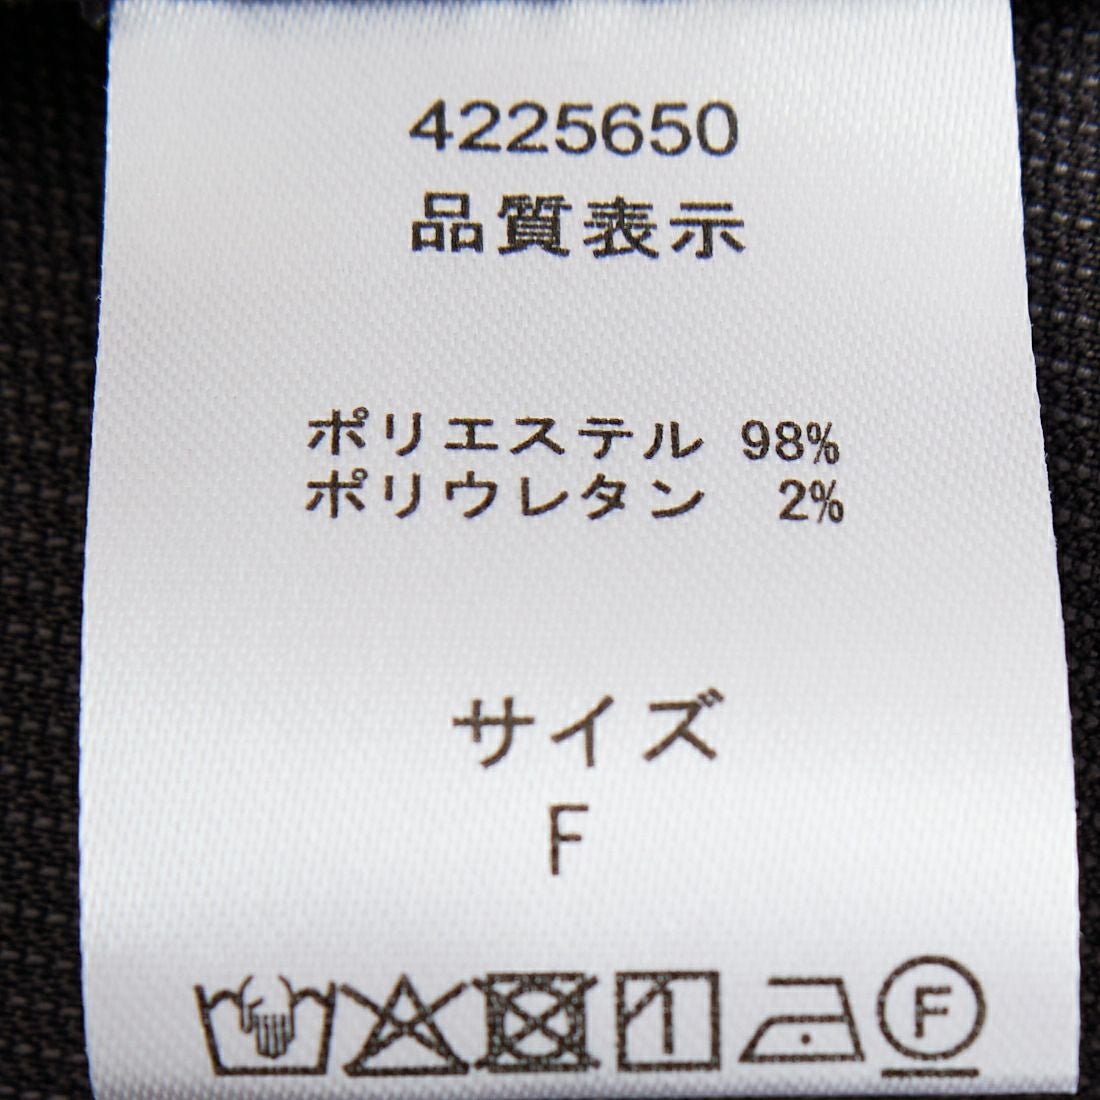 4225650
品質表示
ポリエステル 98%
ポリウレタン 2%
サイズ
F
F